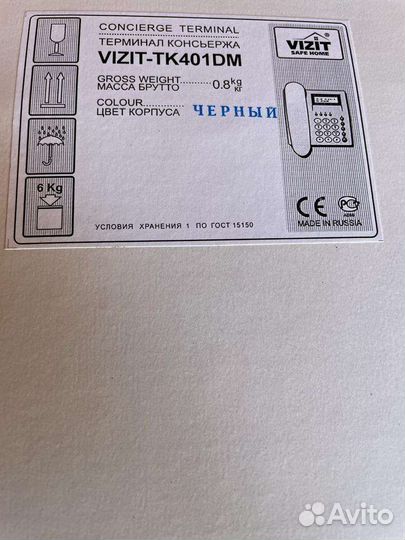 CONCIERGE TERMINAL
ТЕРМИНАЛ КОНСЬЕРЖА
VIZIT-TK401DM
GROSS WEIGHT
МАССА БРУТТО 0.8 kg кг
COLOUR
ЦВЕТ КОРПУСА ЧЕРНЫЙ
6 Kg
УСЛОВИЯ ХРАНЕНИЯ 1 ПО ГОСТ 15150
VIZIT
SAFE HOME
CE
MADE IN RUSSIA
Avito